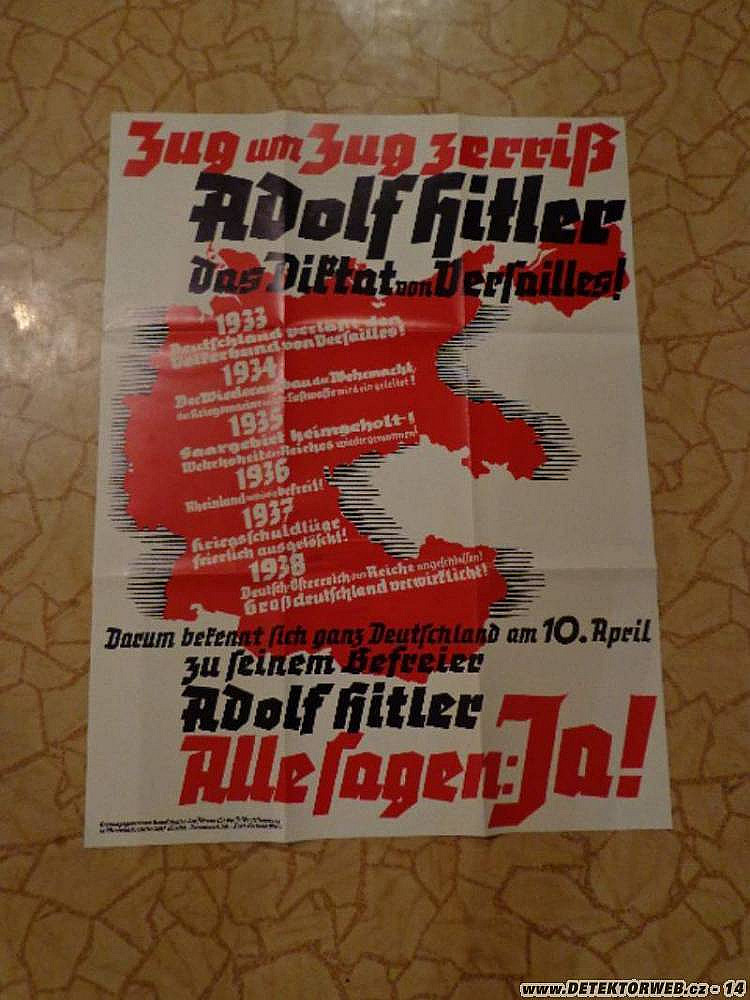 Zug um Zug zerriß
Adolf Hitler
das Diktat von Versailles!
1933
Deutschland verläßt den
Völkerbund von Versailles!
1934
Der Wiederaufbau der Wehrmacht,
der Kriegsmarine und der Luftwaffe wird eingeleitet!
1935
Saargebiet heimgeholt!
Wehrhoheit des Reiches wiedergewonnen!
1936
Rheinland befreit!
1937
Kriegsschuldlüge
feierlich ausgelöscht!
1938
Deutsch-Österreich dem Reiche angeschlossen!
Großdeutschland verwirklicht!
Darum bekennt sich ganz Deutschland am 10. April
zu seinem Befreier
Adolf Hitler
Alle sagen: Ja!
www.DETEKTORWEB.cz - 14